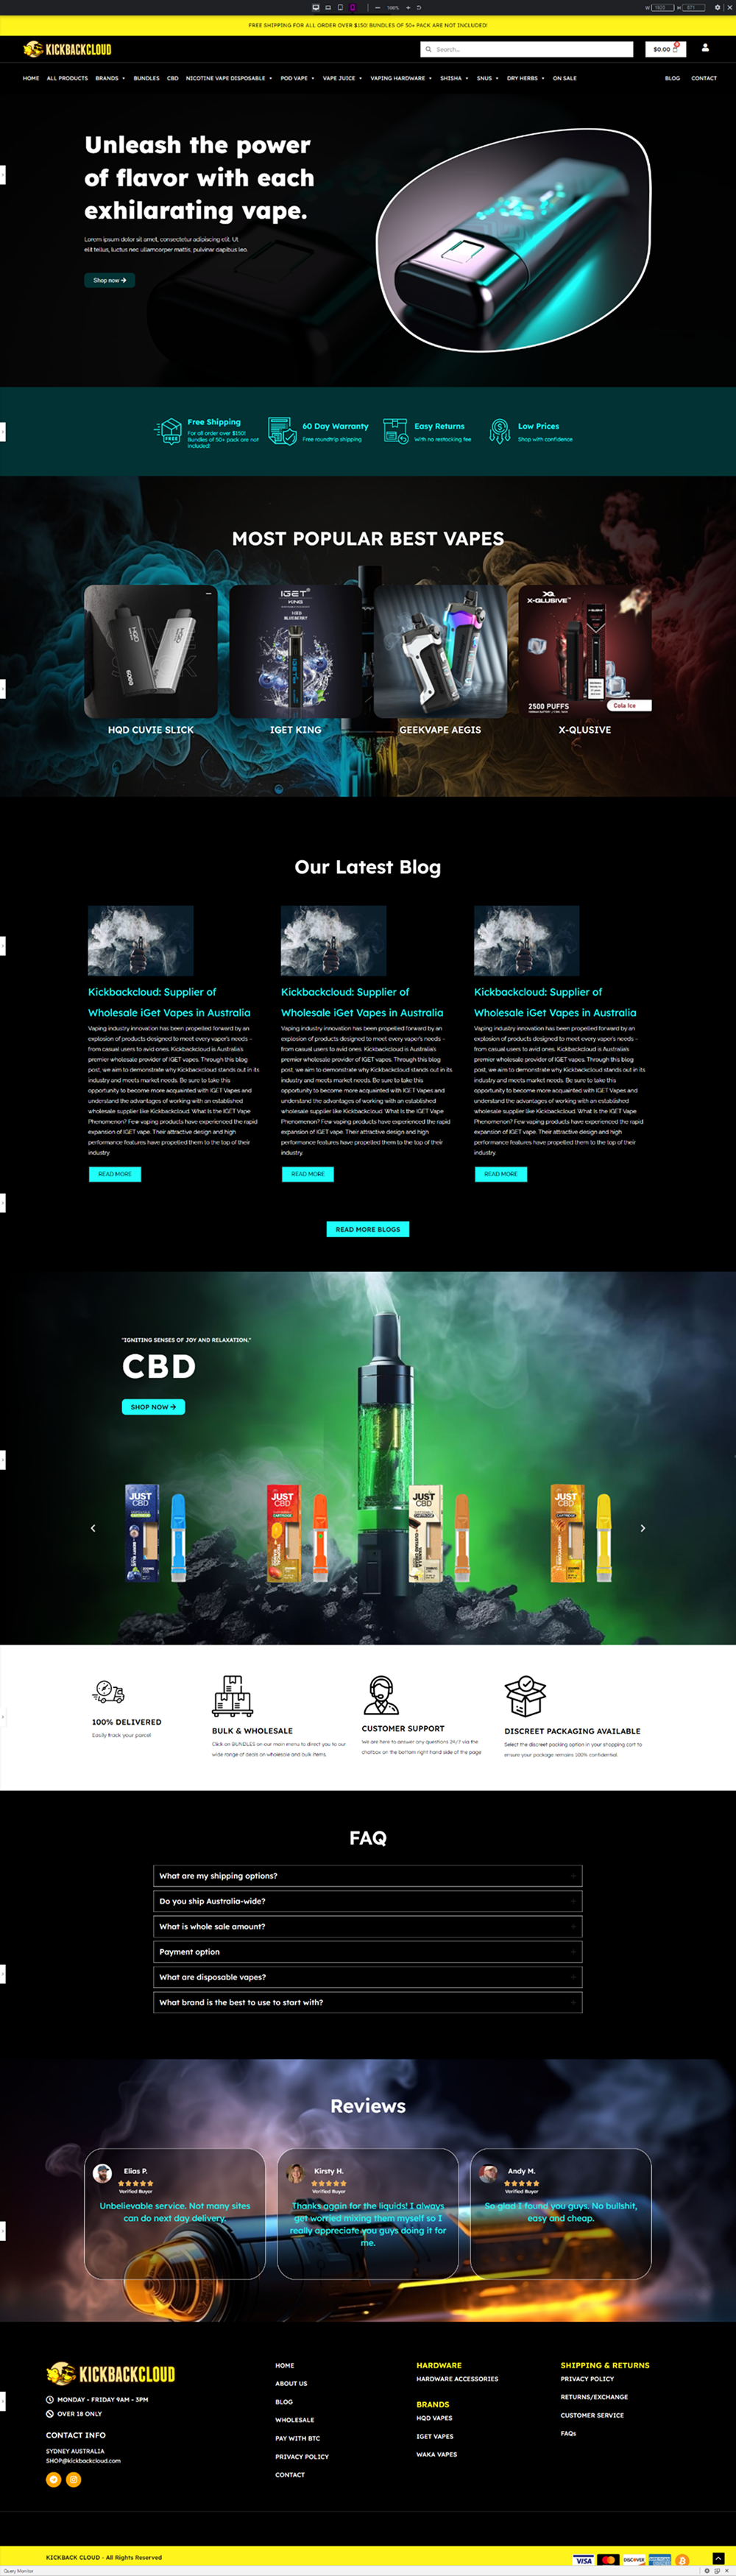 100%
W 1920 H 871
FREE SHIPPING FOR ALL ORDER OVER $150! BUNDLES OF 50+ PACK ARE NOT INCLUDED!
KICKBACKCLOUD
Search...
$0.00
HOME ALL PRODUCTS BRANDS BUNDLES CBD NICOTINE VAPE DISPOSABLE POD VAPE VAPE JUICE VAPING HARDWARE SHISHA SNUS DRY HERBS ON SALE BLOG CONTACT
Unleash the power
of flavor with each
exhilarating vape.
Lorem ipsum dolor sit amet, consectetur adipiscing elit. Ut
elit tellus, luctus nec ullamcorper mattis, pulvinar dapibus leo.
Shop now
FREE
Free Shipping
For all order over $150!
Bundles of 50+ pack are not
included!
60 Day Warranty
Free roundtrip shipping
Easy Returns
With no restocking fee
Low Prices
Shop with confidence
MOST POPULAR BEST VAPES
HQD
IGET
KING
X-QLUSIVE
2500 PUFFS
Cola Ice
HQD CUVIE SLICK
IGET KING
GEEKVAPE AEGIS
X-QLUSIVE
Our Latest Blog
Kickbackcloud: Supplier of
Wholesale iGet Vapes in Australia
Vaping industry innovation has been propelled forward by an
explosion of products designed to meet every vaper's needs -
from casual users to avid ones. Kickbackcloud is Australia's
premier wholesale provider of IGET vapes. Through this blog
post, we aim to demonstrate why Kickbackcloud stands out in its
industry and meets market needs. Be sure to take this
opportunity to become more acquainted with IGET Vapes and
understand the advantages of working with an established
wholesale supplier like Kickbackcloud. What Is the IGET Vape
Phenomenon? Few vaping products have experienced the rapid
expansion of IGET vape. Their attractive design and high
performance features have propelled them to the top of their
industry.
READ MORE
Kickbackcloud: Supplier of
Wholesale iGet Vapes in Australia
Vaping industry innovation has been propelled forward by an
explosion of products designed to meet every vaper's needs -
from casual users to avid ones. Kickbackcloud is Australia's
premier wholesale provider of IGET vapes. Through this blog
post, we aim to demonstrate why Kickbackcloud stands out in its
industry and meets market needs. Be sure to take this
opportunity to become more acquainted with IGET Vapes and
understand the advantages of working with an established
wholesale supplier like Kickbackcloud. What Is the IGET Vape
Phenomenon? Few vaping products have experienced the rapid
expansion of IGET vape. Their attractive design and high
performance features have propelled them to the top of their
industry.
READ MORE
Kickbackcloud: Supplier of
Wholesale iGet Vapes in Australia
Vaping industry innovation has been propelled forward by an
explosion of products designed to meet every vaper's needs -
from casual users to avid ones. Kickbackcloud is Australia's
premier wholesale provider of IGET vapes. Through this blog
post, we aim to demonstrate why Kickbackcloud stands out in its
industry and meets market needs. Be sure to take this
opportunity to become more acquainted with IGET Vapes and
understand the advantages of working with an established
wholesale supplier like Kickbackcloud. What Is the IGET Vape
Phenomenon? Few vaping products have experienced the rapid
expansion of IGET vape. Their attractive design and high
performance features have propelled them to the top of their
industry.
READ MORE
READ MORE BLOGS
"IGNITING SENSES OF JOY AND RELAXATION."
CBD
SHOP NOW
JUST CBD
JUST CBD
JUST CBD
JUST CBD
100% DELIVERED
Easily track your parcel
BULK & WHOLESALE
Click on BUNDLES on our main menu to direct you to our
wide range of deals on wholesale and bulk items.
CUSTOMER SUPPORT
We are here to answer any questions 24/7 via the
chatbox on the bottom right hand side of the page
DISCREET PACKAGING AVAILABLE
Select the discreet packing option in your shopping cart to
ensure your package remains 100% confidential.
FAQ
What are my shipping options?
Do you ship Australia-wide?
What is whole sale amount?
Payment option
What are disposable vapes?
What brand is the best to use to start with?
Reviews
Elias P.
Verified Buyer
Unbelievable service. Not many sites
can do next day delivery.
Kirsty H.
Verified Buyer
Thanks again for the liquids! I always
get worried mixing them myself so I
really appreciate you guys doing it for
me.
Andy M.
Verified Buyer
So glad I found you guys. No bullshit,
easy and cheap.
KICKBACKCLOUD
MONDAY - FRIDAY 9AM - 3PM
OVER 18 ONLY
CONTACT INFO
SYDNEY AUSTRALIA
SHOP@kickbackcloud.com
HOME
ABOUT US
BLOG
WHOLESALE
PAY WITH BTC
PRIVACY POLICY
CONTACT
HARDWARE
HARDWARE ACCESSORIES
BRANDS
HQD VAPES
IGET VAPES
WAKA VAPES
SHIPPING & RETURNS
PRIVACY POLICY
RETURNS/EXCHANGE
CUSTOMER SERVICE
FAQs
KICKBACK CLOUD - All Rights Reserved
VISA
DISCOVER
Query Monitor